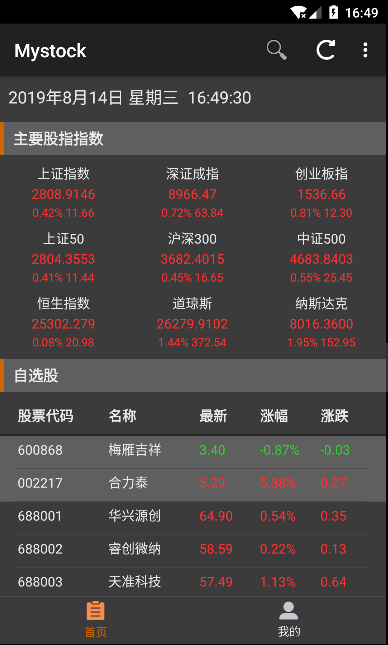 16:49
Mystock
2019年8月14日 星期三 16:49:30
主要股指指数
上证指数 深证成指 创业板指
2808.9146 8966.47 1536.66
0.42% 11.66 0.72% 63.84 0.81% 12.30
上证50 沪深300 中证500
2804.3553 3682.4015 4683.8403
0.41% 11.44 0.45% 16.65 0.55% 25.45
恒生指数 道琼斯 纳斯达克
25302.279 26279.9102 8016.3600
0.08% 20.98 1.44% 372.54 1.95% 152.95
自选股
股票代码 名称 最新 涨幅 涨跌
600868 梅雁吉祥 3.40 -0.87% -0.03
002217 合力泰 5.29 5.38% 0.27
688001 华兴源创 64.90 0.54% 0.35
688002 睿创微纳 58.59 0.22% 0.13
688003 天准科技 57.49 1.13% 0.64
首页 我的